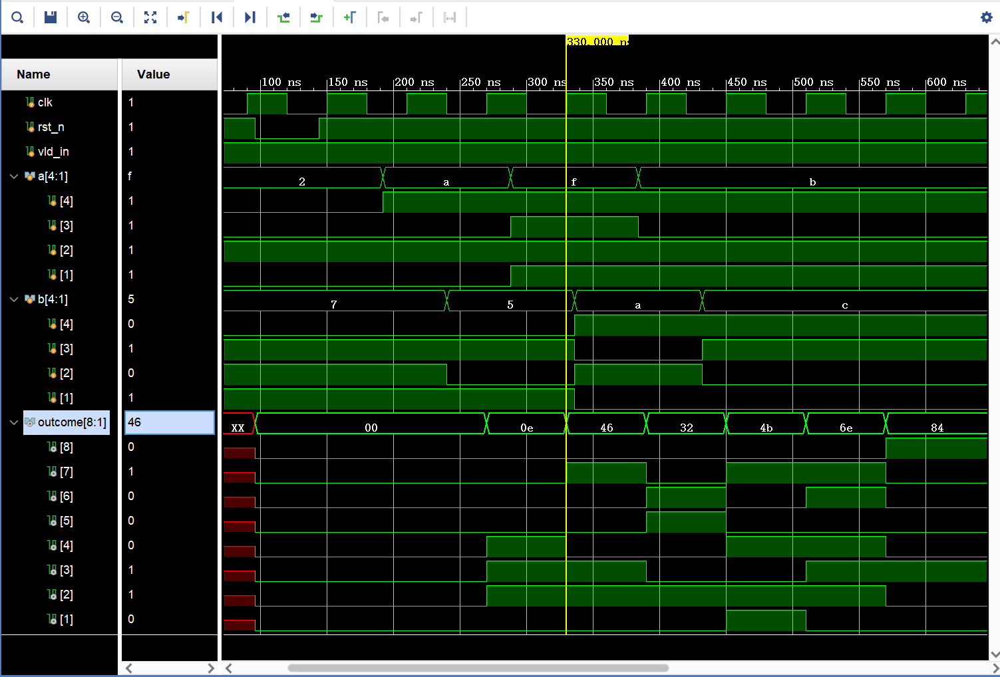 330.000 ns
Name Value
100 ns 150 ns 200 ns 250 ns 300 ns 350 ns 400 ns 450 ns 500 ns 550 ns 600 ns
clk 1
rst_n 1
vld_in 1
a[4:1] f 2 a f b
[4] 1
[3] 1
[2] 1
[1] 1
b[4:1] 5 7 5 a c
[4] 0
[3] 1
[2] 0
[1] 1
outcome[8:1] 46 XX 00 0e 46 32 4b 6e 84
[8] 0
[7] 1
[6] 0
[5] 0
[4] 0
[3] 1
[2] 1
[1] 0